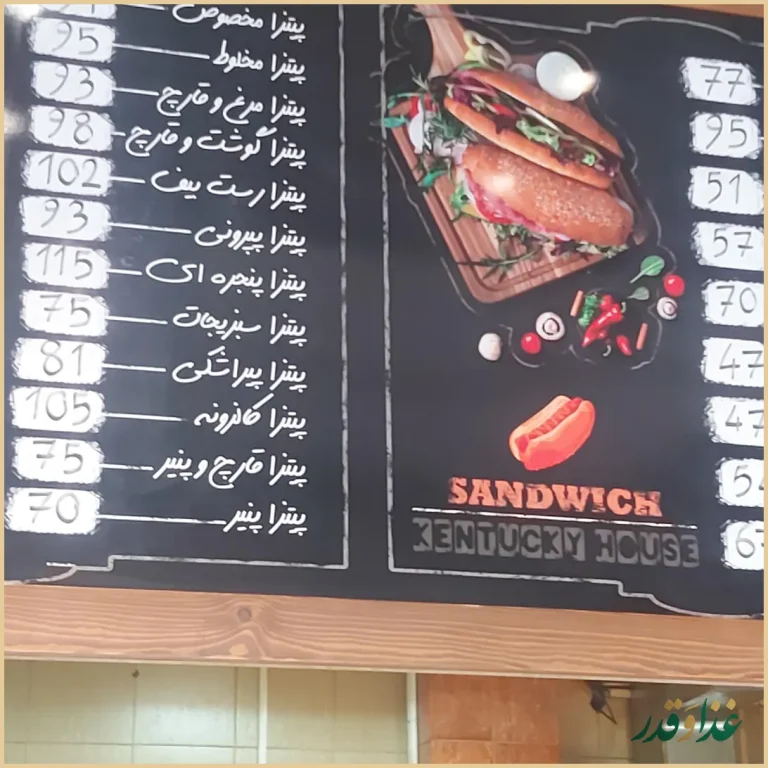 پیتزا مخصوص
پیتزا مخلوط 95
پیتزا مرغ و قارچ 93
پیتزا گوشت و قارچ 98
پیتزا رست بیف 102
پیتزا پپرونی 93
پیتزا پنجره ای 115
پیتزا سبزیجات 75
پیتزا پیراشکی 81
پیتزا کالزونه 105
پیتزا قارچ و پنیر 75
پیتزا پنیر 70
SANDWICH
KENTUCKY HOUSE
77
95
51
57
70
47
47
غذا و قدر